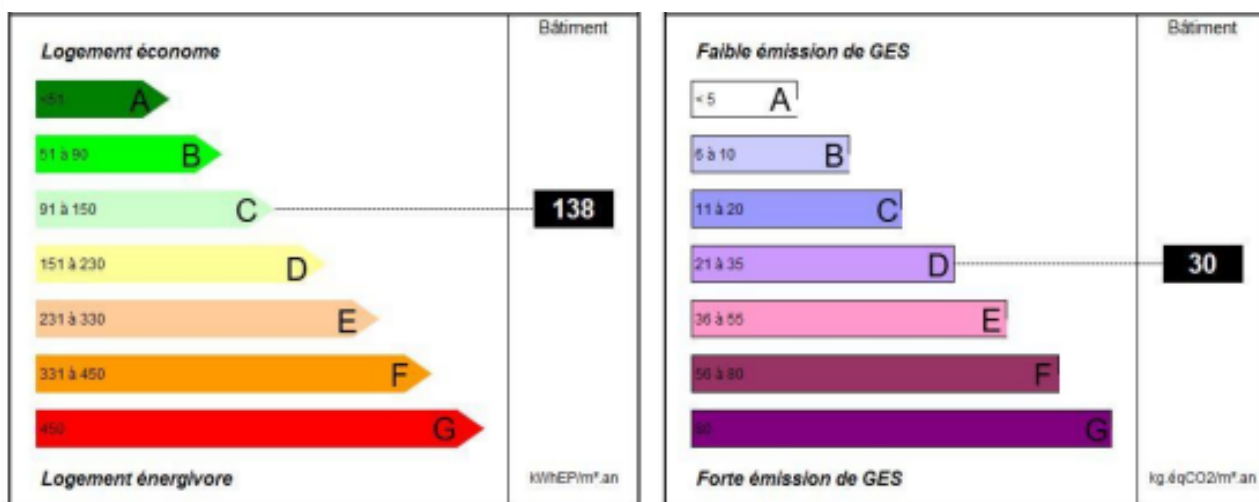 Bâtiment
Logement économe
<51 A
51 à 90 B
91 à 150 C
138
151 à 230 D
231 à 330 E
331 à 450 F
450 G
Logement énergivore
kWhEP/m².an
Bâtiment
Faible émission de GES
< 5 A
6 à 10 B
11 à 20 C
21 à 35 D
30
36 à 55 E
56 à 80 F
80 G
Forte émission de GES
kg.éqCO2/m².an